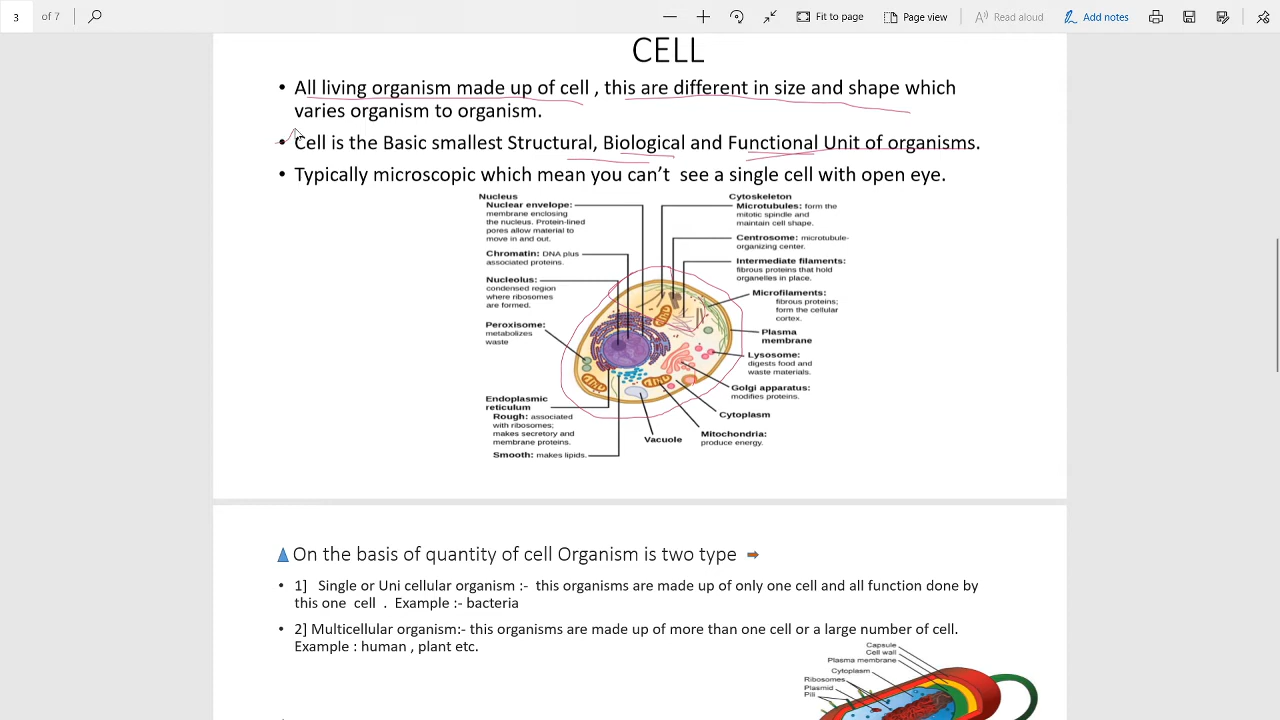 3 of 7
Page view
Read aloud
Add notes
CELL
• All living organism made up of cell , this are different in size and shape which
varies organism to organism.
• Cell is the Basic smallest Structural, Biological and Functional Unit of organisms.
• Typically microscopic which mean you can't see a single cell with open eye.
Nucleus
Nuclear envelope:
membrane enclosing
the nucleus. Protein-lined
pores allow material to
move in and out.
Chromatin: DNA plus
associated proteins.
Nucleolus:
condensed region
where ribosomes
are formed.
Peroxisome:
metabolizes
waste
Endoplasmic
reticulum
Rough: associated
with ribosomes;
makes secretory and
membrane proteins.
Smooth: makes lipids.
Cytoskeleton
Microtubules: form the
mitotic spindle and
maintain cell shape.
Centrosome: microtubule-
organizing center.
Intermediate filaments:
fibrous proteins that hold
organelles in place.
Microfilaments:
fibrous proteins;
form the cellular
cortex.
Plasma
membrane
Lysosome:
digests food and
waste materials.
Golgi apparatus:
modifies proteins.
Cytoplasm
Mitochondria:
produce energy.
Vacuole
On the basis of quantity of cell Organism is two type
• 1] Single or Uni cellular organism :- this organisms are made up of only one cell and all function done by
this one cell . Example :- bacteria
• 2] Multicellular organism:- this organisms are made up of more than one cell or a large number of cell.
Example : human , plant etc.
Capsule
Cell wall
Plasma membrane
Cytoplasm
Ribosomes
Plasmid
Pili